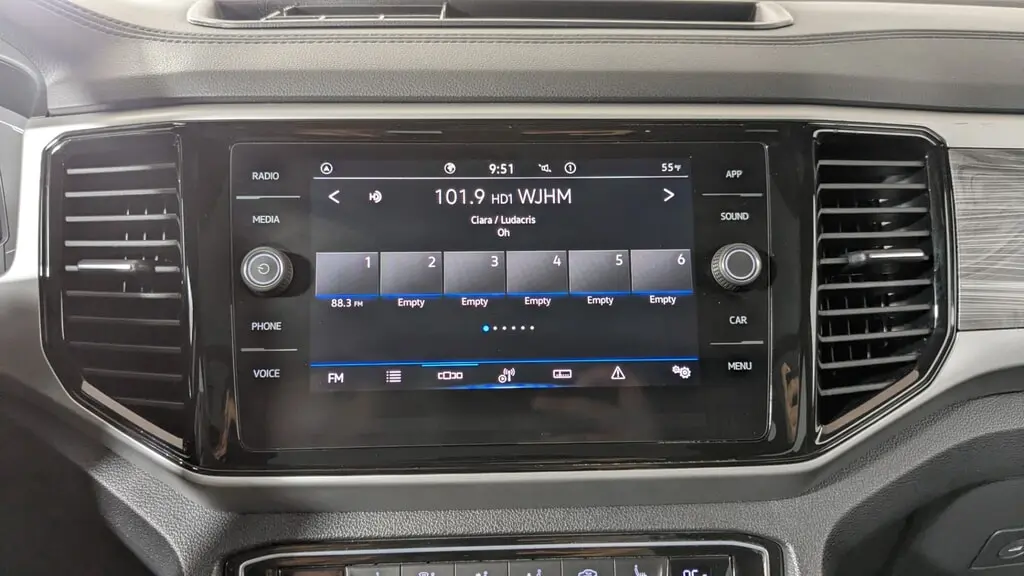 RADIO
MEDIA
PHONE
VOICE
9:51
55°F
101.9 HD1 WJHM
Ciara / Ludacris
Oh
1 2 3 4 5 6
88.3 FM Empty Empty Empty Empty Empty
FM
APP
SOUND
CAR
MENU